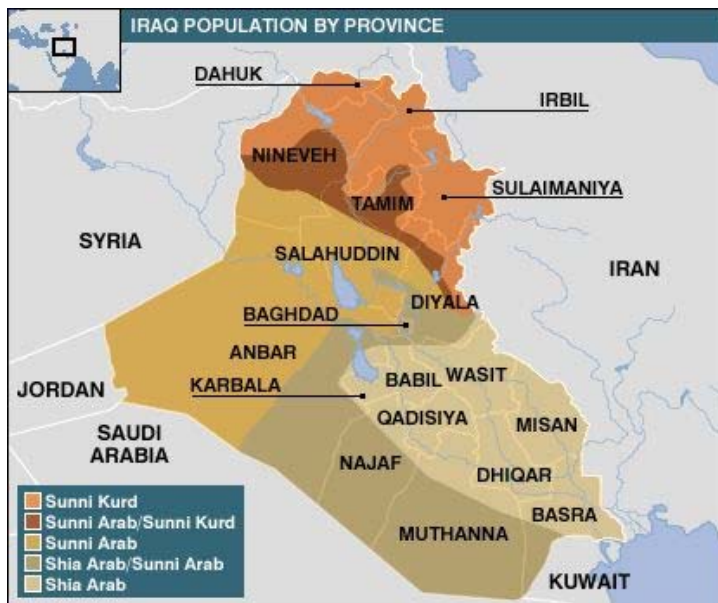 IRAQ POPULATION BY PROVINCE
DAHUK
IRBIL
NINEVEH
SULAIMANIYA
TAMIM
SYRIA
SALAHUDDIN
IRAN
DIYALA
BAGHDAD
ANBAR
WASIT
BABIL
JORDAN
KARBALA
QADISIYA
MISAN
SAUDI
ARABIA
NAJAF
DHIQAR
BASRA
MUTHANNA
KUWAIT
Sunni Kurd
Sunni Arab/Sunni Kurd
Sunni Arab
Shia Arab/Sunni Arab
Shia Arab